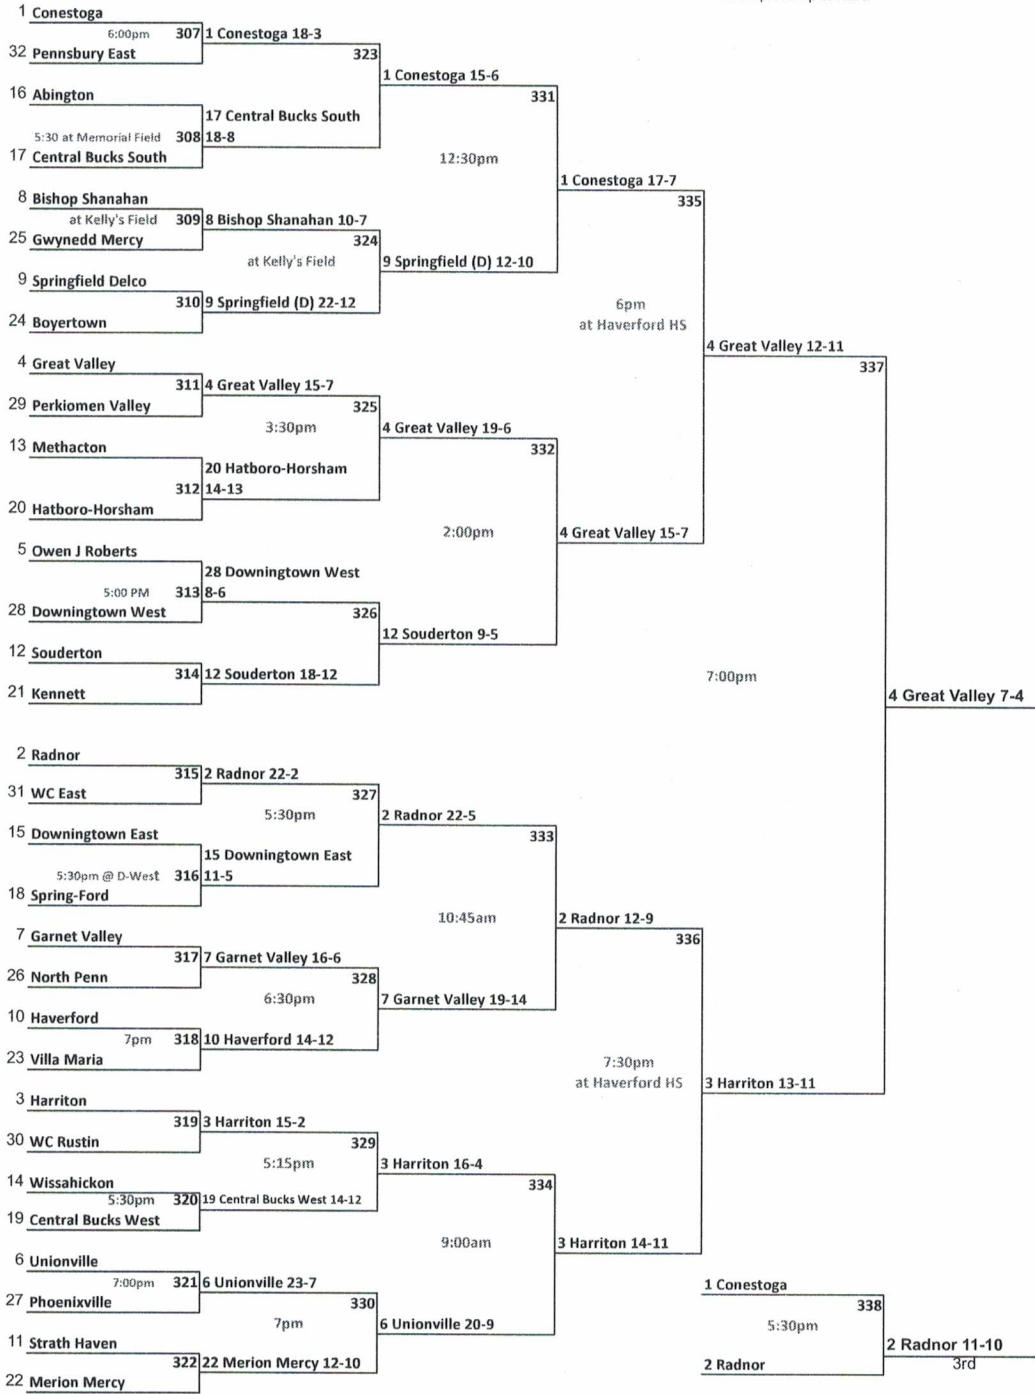 1 Conestoga
6:00pm 307 1 Conestoga 18-3
32 Pennsbury East
323
1 Conestoga 15-6
16 Abington
331
17 Central Bucks South
5:30 at Memorial Field 308 18-8
17 Central Bucks South
12:30pm
1 Conestoga 17-7
8 Bishop Shanahan
335
at Kelly's Field 309 8 Bishop Shanahan 10-7
25 Gwynedd Mercy
324
at Kelly's Field
9 Springfield (D) 12-10
9 Springfield Delco
310 9 Springfield (D) 22-12
24 Boyertown
6pm
at Haverford HS
4 Great Valley 12-11
337
4 Great Valley
311 4 Great Valley 15-7
29 Perkiomen Valley
325
3:30pm
4 Great Valley 19-6
13 Methacton
332
20 Hatboro-Horsham
312 14-13
20 Hatboro-Horsham
2:00pm
4 Great Valley 15-7
5 Owen J Roberts
28 Downingtown West
5:00 PM 313 8-6
28 Downingtown West
326
12 Souderton 9-5
12 Souderton
314 12 Souderton 18-12
21 Kennett
7:00pm
4 Great Valley 7-4
2 Radnor
315 2 Radnor 22-2
31 WC East
327
5:30pm
2 Radnor 22-5
15 Downingtown East
333
15 Downingtown East
5:30pm @ D-West 316 11-5
18 Spring-Ford
10:45am
2 Radnor 12-9
7 Garnet Valley
336
317 7 Garnet Valley 16-6
26 North Penn
328
6:30pm
7 Garnet Valley 19-14
10 Haverford
7pm 318 10 Haverford 14-12
23 Villa Maria
7:30pm
at Haverford HS
3 Harriton 13-11
3 Harriton
319 3 Harriton 15-2
30 WC Rustin
329
5:15pm
3 Harriton 16-4
14 Wissahickon
334
5:30pm 320 19 Central Bucks West 14-12
19 Central Bucks West
9:00am
3 Harriton 14-11
6 Unionville
7:00pm 321 6 Unionville 23-7
27 Phoenixville
330
7pm
6 Unionville 20-9
11 Strath Haven
322 22 Merion Mercy 12-10
22 Merion Mercy
1 Conestoga
338
5:30pm
2 Radnor 11-10
3rd
2 Radnor